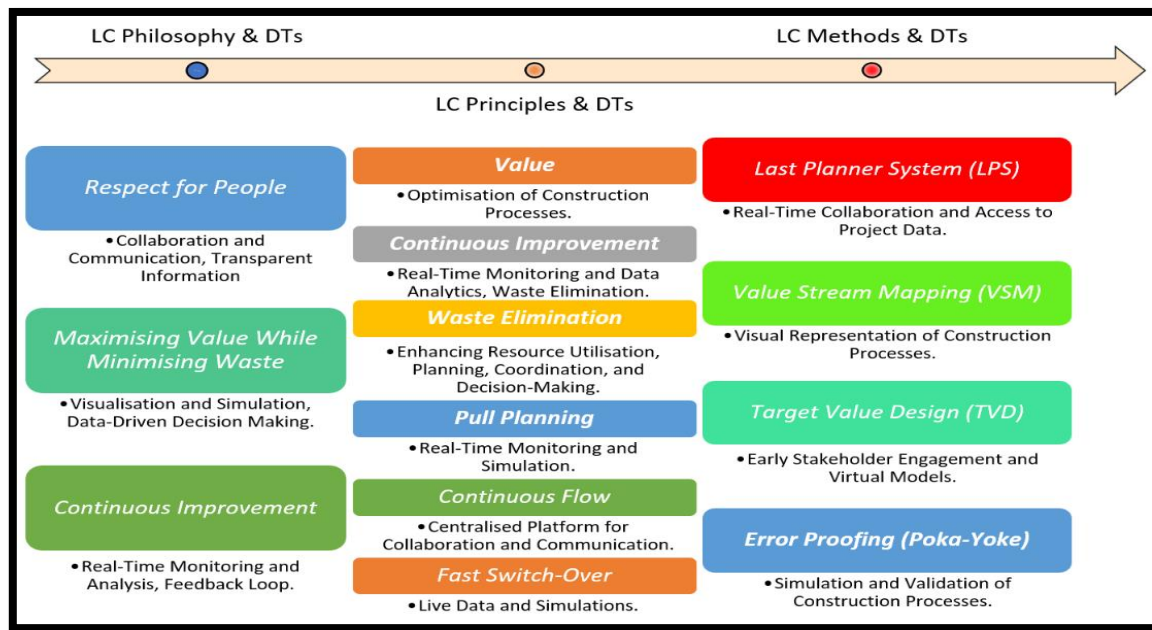 LC Philosophy & DTs
LC Methods & DTs
LC Principles & DTs
Respect for People
•Collaboration and
Communication, Transparent
Information
Maximising Value While
Minimising Waste
•Visualisation and Simulation,
Data-Driven Decision Making.
Continuous Improvement
•Real-Time Monitoring and
Analysis, Feedback Loop.
Value
•Optimisation of Construction
Processes.
Continuous Improvement
•Real-Time Monitoring and Data
Analytics, Waste Elimination.
Waste Elimination
•Enhancing Resource Utilisation,
Planning, Coordination, and
Decision-Making.
Pull Planning
•Real-Time Monitoring and
Simulation.
Continuous Flow
•Centralised Platform for
Collaboration and Communication.
Fast Switch-Over
•Live Data and Simulations.
Last Planner System (LPS)
•Real-Time Collaboration and Access to
Project Data.
Value Stream Mapping (VSM)
•Visual Representation of Construction
Processes.
Target Value Design (TVD)
•Early Stakeholder Engagement and
Virtual Models.
Error Proofing (Poka-Yoke)
•Simulation and Validation of
Construction Processes.